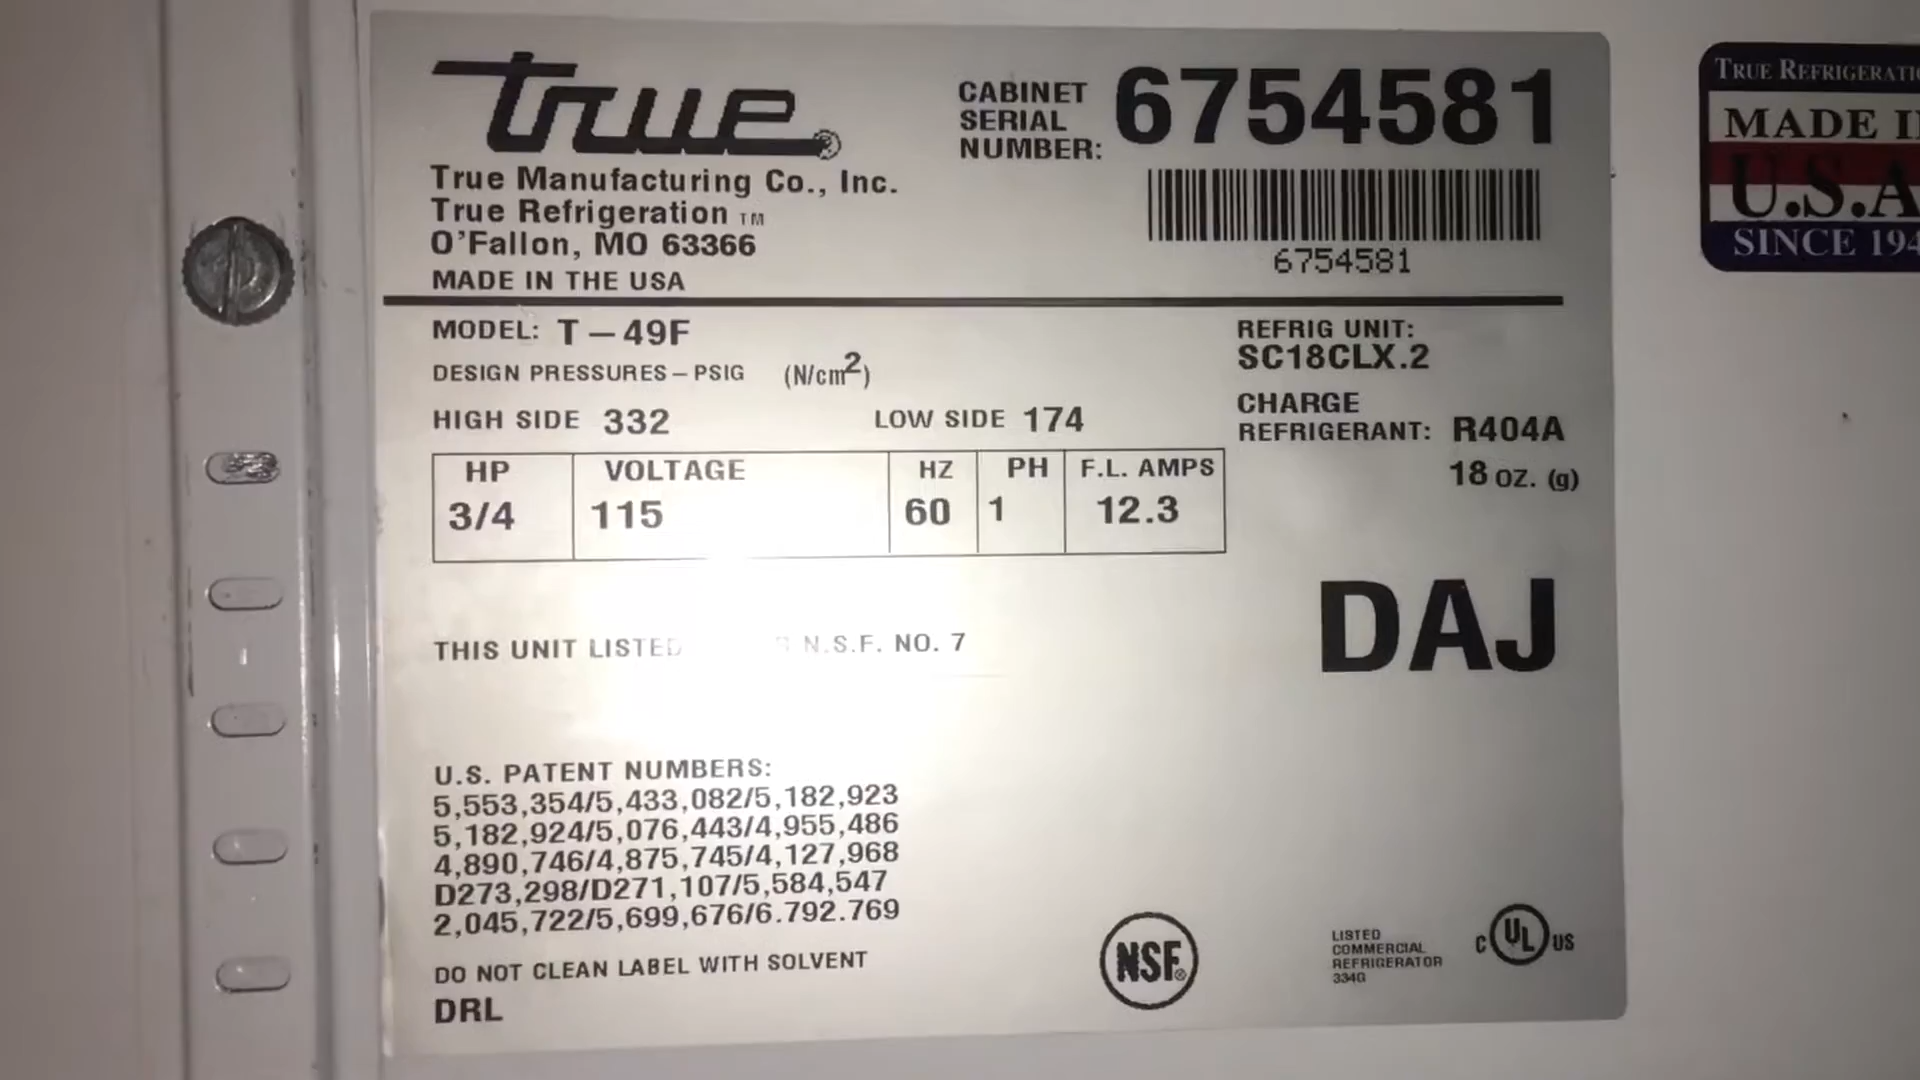 true®
True Manufacturing Co., Inc.
True Refrigeration TM
O'Fallon, MO 63366
MADE IN THE USA
CABINET
SERIAL
NUMBER:
6754581
6754581
MODEL: T-49F
DESIGN PRESSURES-PSIG (N/cm2)
HIGH SIDE 332 LOW SIDE 174
REFRIG UNIT:
SC18CLX.2
CHARGE
REFRIGERANT: R404A
18 OZ. (g)
HP VOLTAGE HZ PH F.L. AMPS
3/4 115 60 1 12.3
DAJ
THIS UNIT LISTED N.S.F. NO. 7
U.S. PATENT NUMBERS:
5,553,354/5,433,082/5,182,923
5,182,924/5,076,443/4,955,486
4,890,746/4,875,745/4,127,968
D273,298/D271,107/5,584,547
2,045,722/5,699,676/6.792.769
DO NOT CLEAN LABEL WITH SOLVENT
DRL
NSF®
LISTED
COMMERCIAL
REFRIGERATOR
334G
C UL US
TRUE
MADE
U.S.A
SINCE